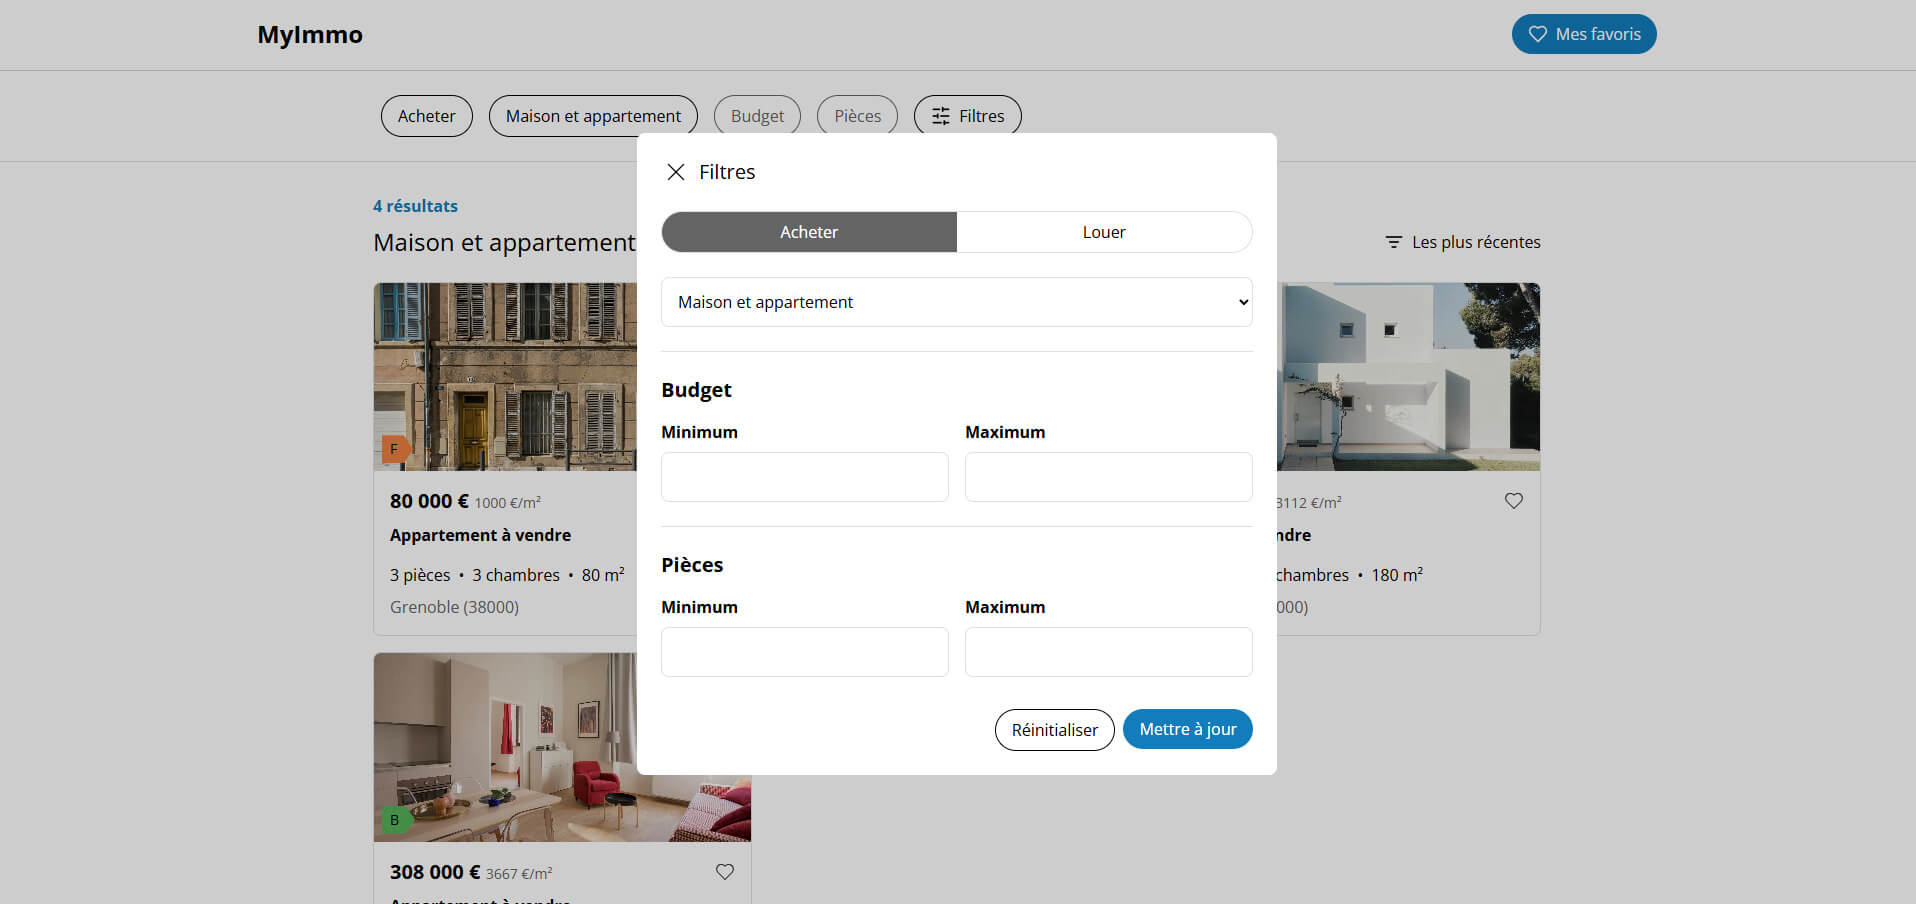 MyImmo
Mes favoris
Acheter
Maison et appartement
Budget
Pièces
Filtres
4 résultats
Maison et appartement
Les plus récentes
Filtres
Acheter
Louer
Maison et appartement
Budget
Minimum
Maximum
Pièces
Minimum
Maximum
Réinitialiser
Mettre à jour
F
80 000 € 1000 €/m²
Appartement à vendre
3 pièces • 3 chambres • 80 m²
Grenoble (38000)
3112 €/m²
ndre
chambres • 180 m²
000)
B
308 000 € 3667 €/m²
Appartement à vendre